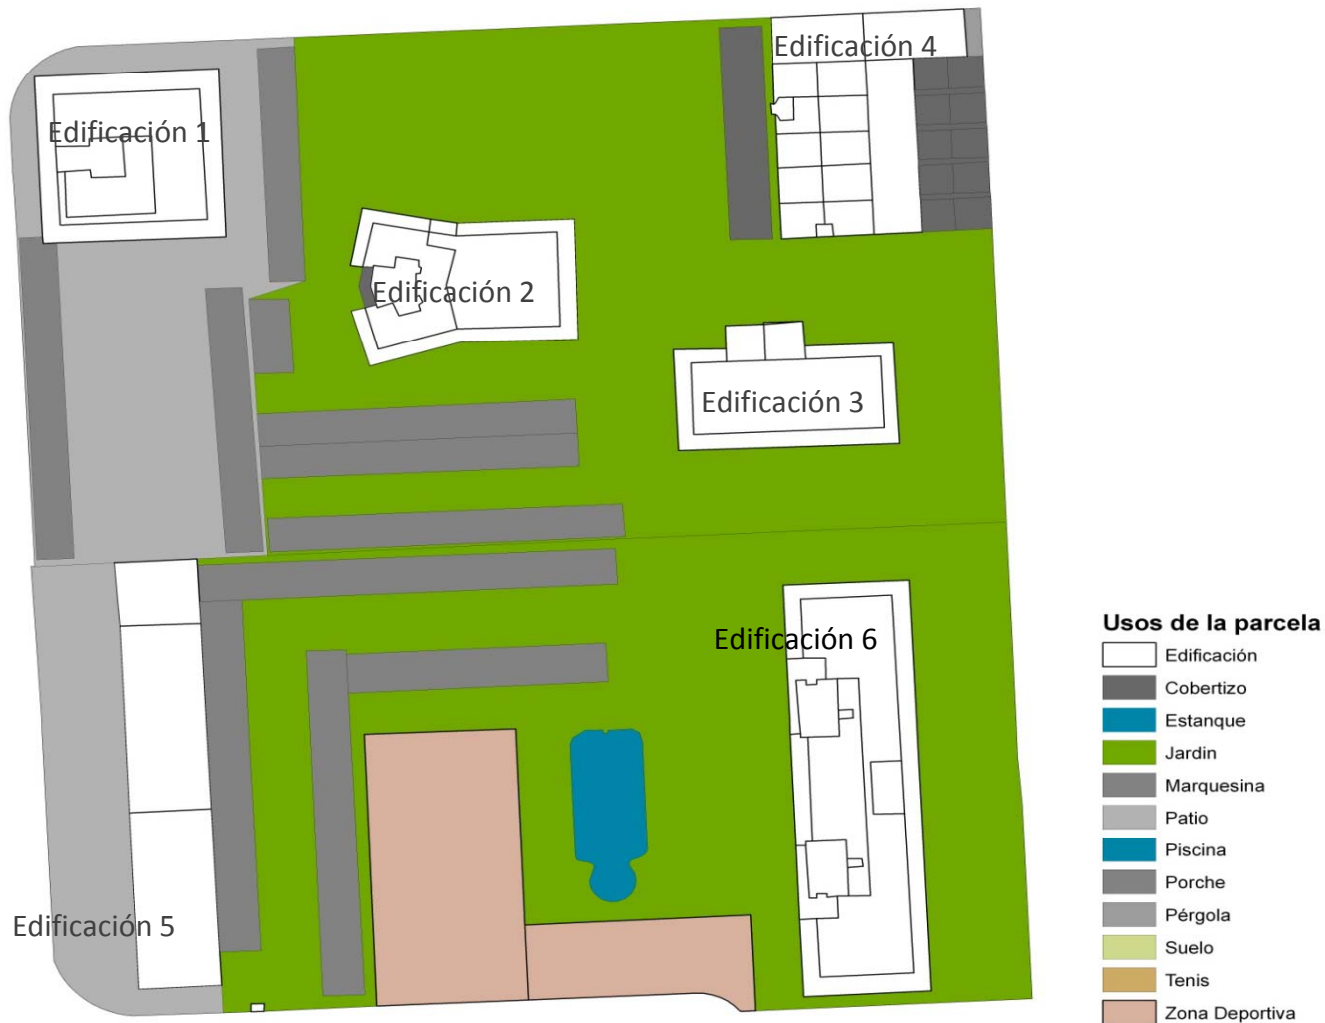 Edificación 4
Edificación 1
Edificación 2
Edificación 3
Edificación 6
Edificación 5
Usos de la parcela
Edificación
Cobertizo
Estanque
Jardin
Marquesina
Patio
Piscina
Porche
Pérgola
Suelo
Tenis
Zona Deportiva